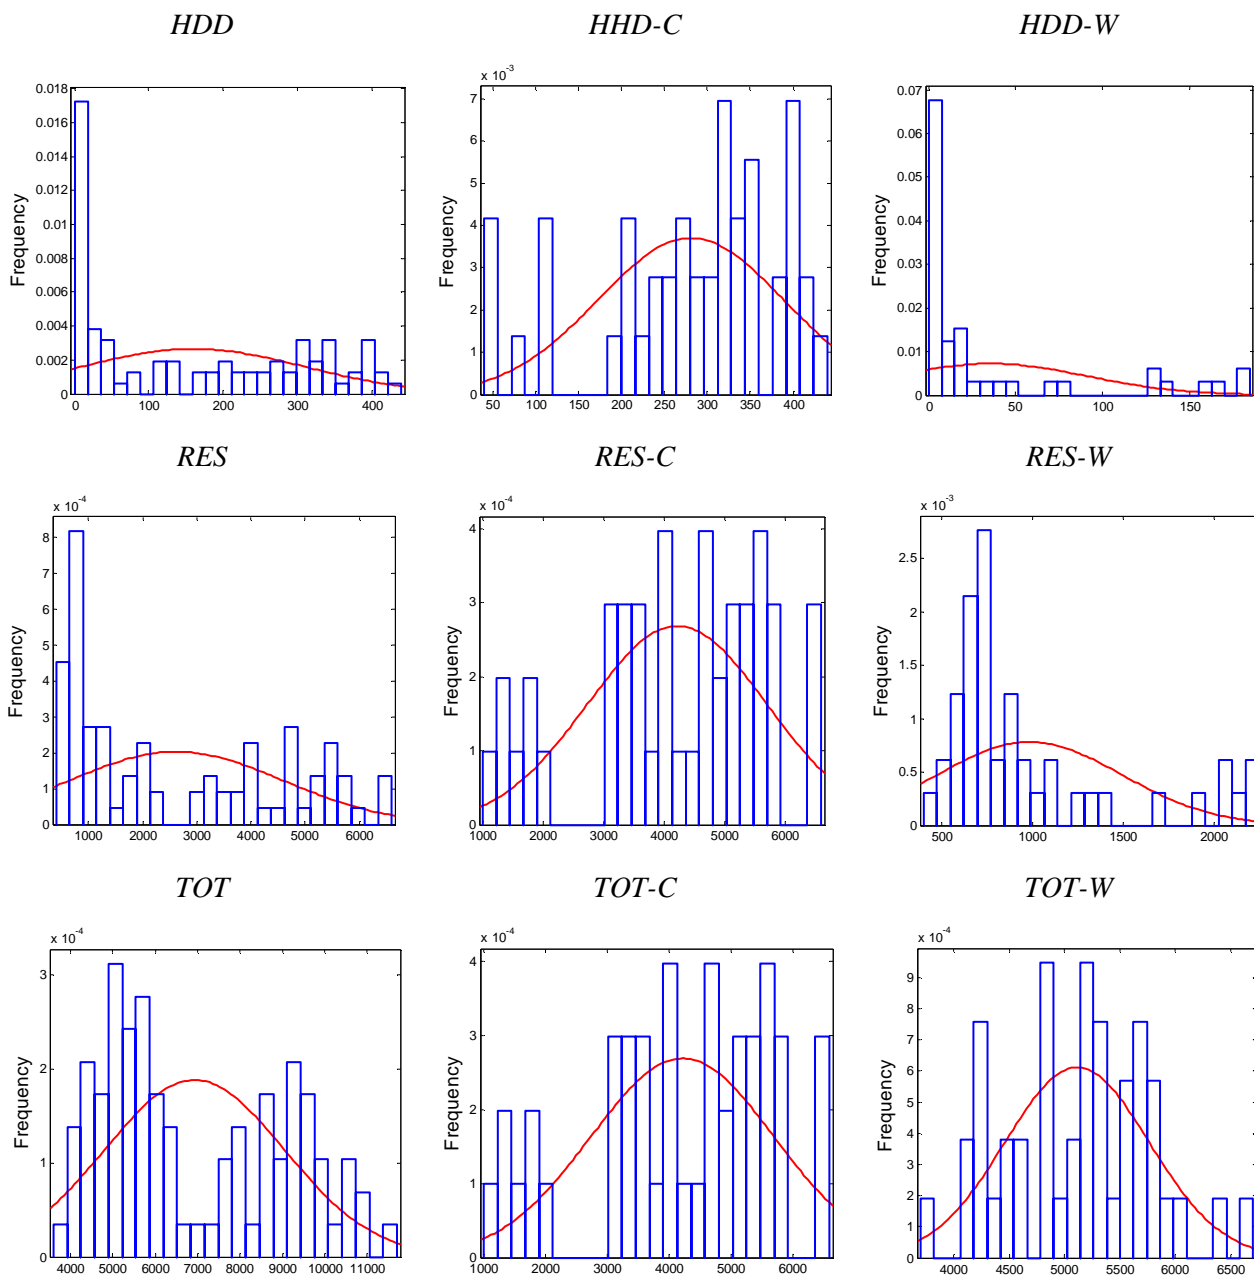 HDD HHD-C HDD-W
Frequency
0.018
0.016
0.014
0.012
0.01
0.008
0.006
0.004
0.002
0
0 100 200 300 400
x 10-3
Frequency
7
6
5
4
3
2
1
0
50 100 150 200 250 300 350 400
Frequency
0.07
0.06
0.05
0.04
0.03
0.02
0.01
0
0 50 100 150
RES RES-C RES-W
x 10-4
Frequency
8
7
6
5
4
3
2
1
0
1000 2000 3000 4000 5000 6000
x 10-4
Frequency
4
3
2
1
0
1000 2000 3000 4000 5000 6000
x 10-3
Frequency
2.5
2
1.5
1
0.5
0
500 1000 1500 2000
TOT TOT-C TOT-W
x 10-4
Frequency
3
2
1
0
4000 5000 6000 7000 8000 9000 10000 11000
x 10-4
Frequency
4
3
2
1
0
1000 2000 3000 4000 5000 6000
x 10-4
Frequency
9
8
7
6
5
4
3
2
1
0
4000 4500 5000 5500 6000 6500